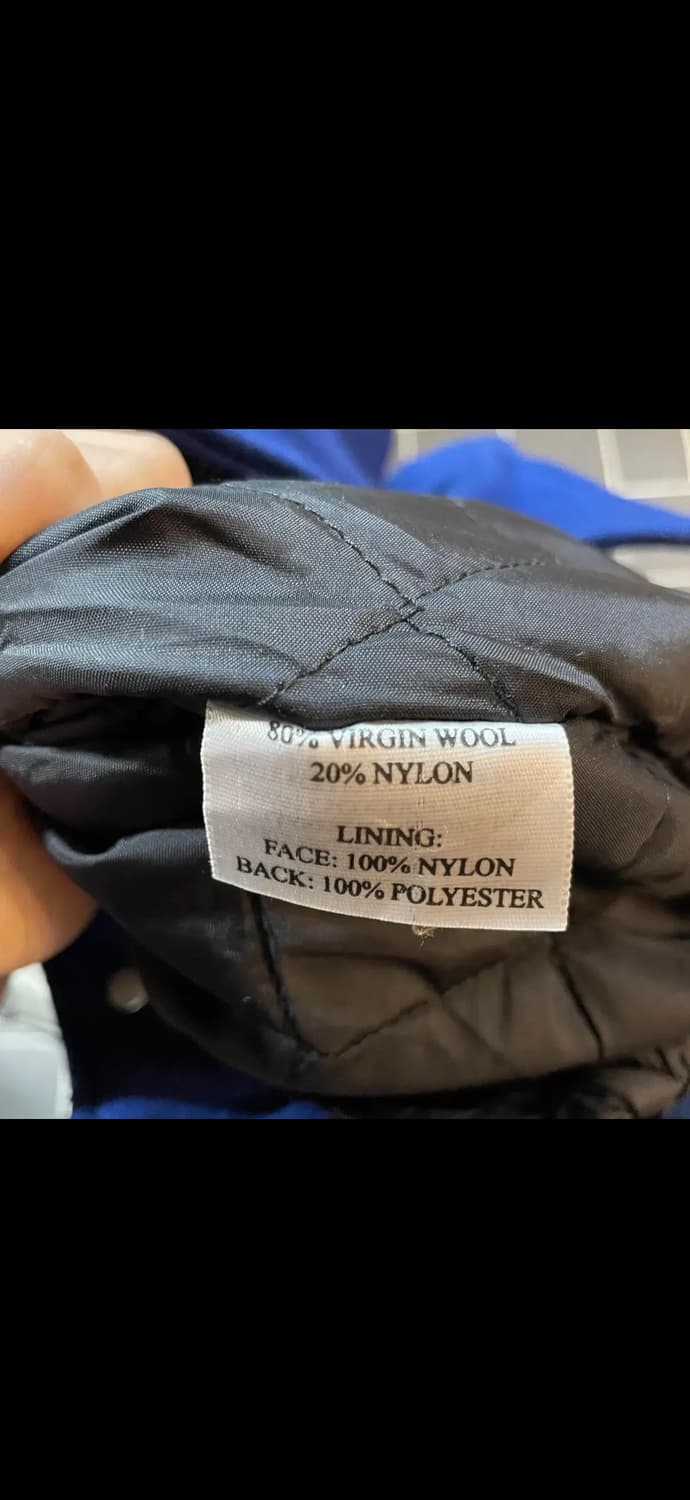 80% VIRGIN WOOL
20% NYLON
LINING:
FACE: 100% NYLON
BACK: 100% POLYESTER